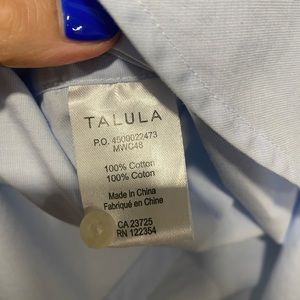 TALULA
P.O. 4500022473
MWC48
100% Cotton
100% Coton
Made in China
Fabriqué en Chine
CA 23725
RN 122354